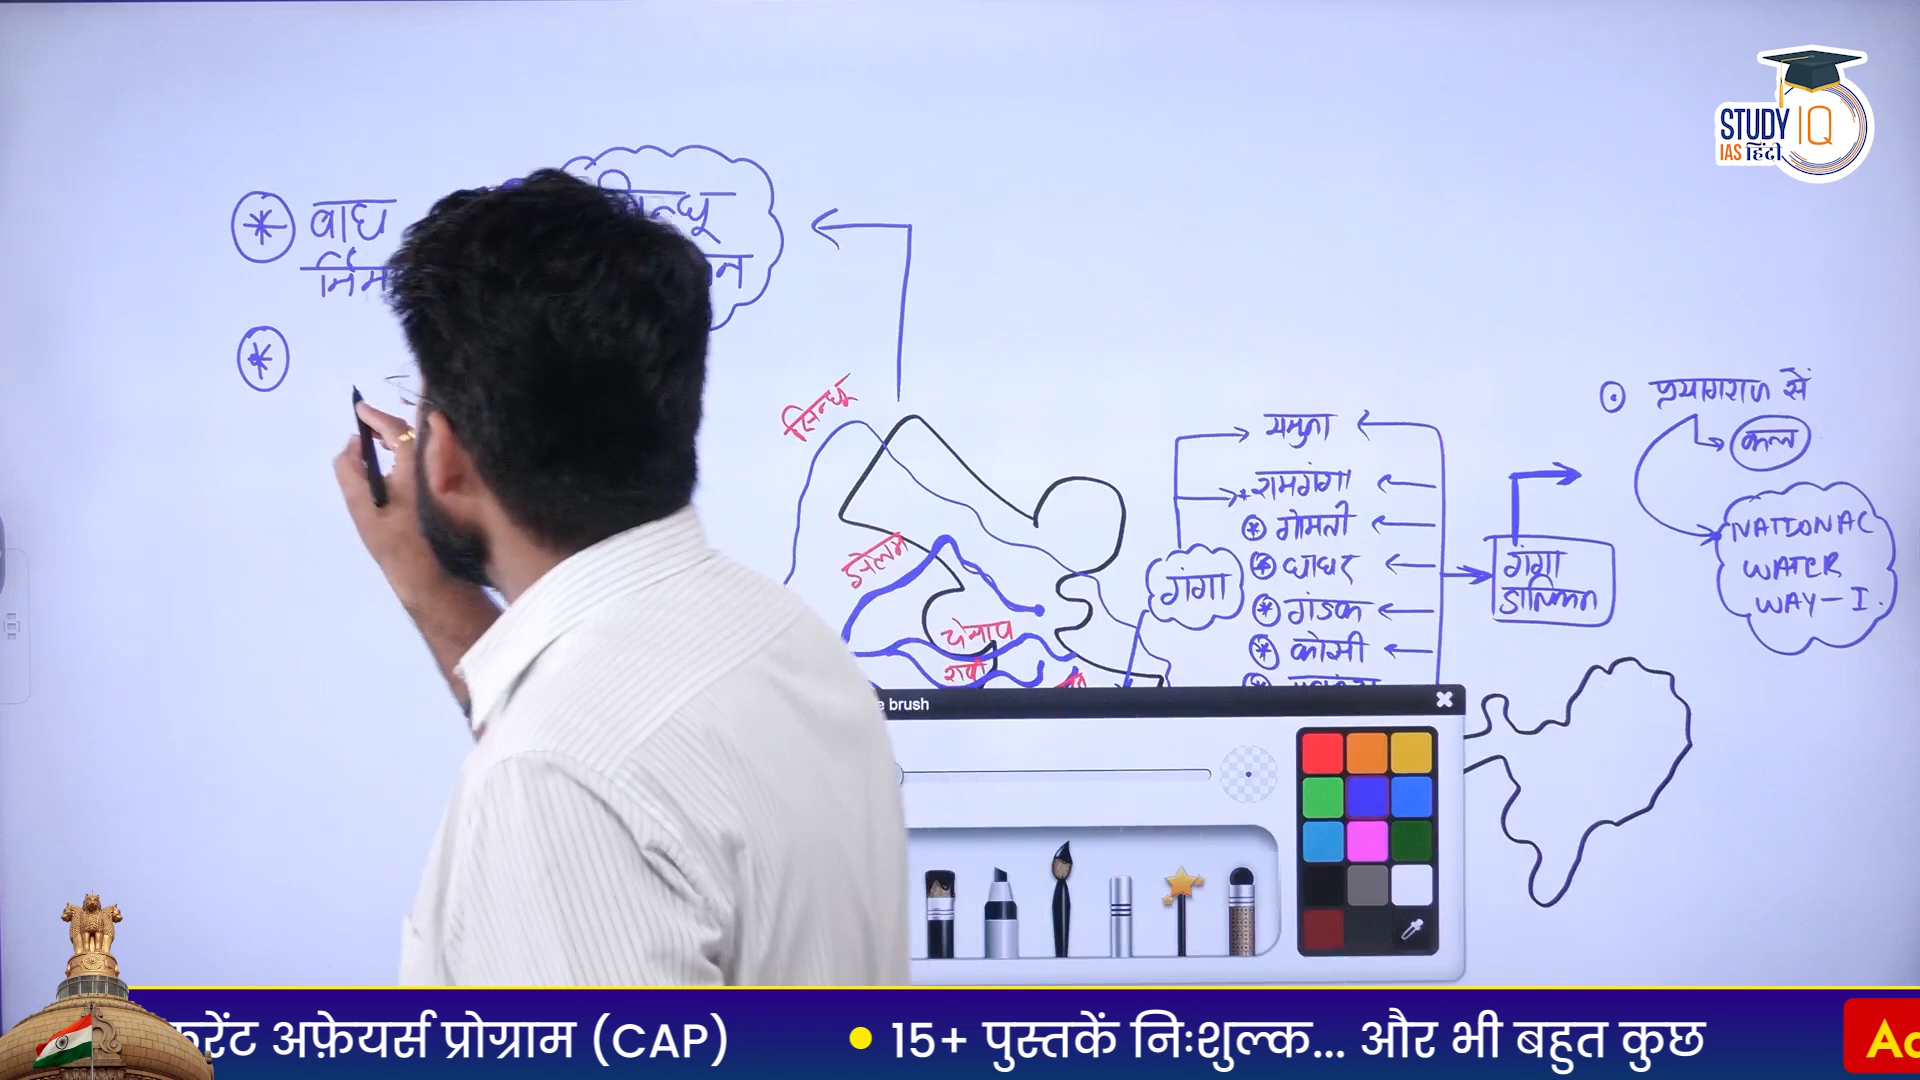 STUDY IQ
IAS हिंदी
वाघ
सिन्धू
झेलम
चेनाब
रावी
गंगा
यमुना
रामगंगा
गोमती
घाघर
गंडक
कोसी
गंगा
डाल्फिन
प्रयागराज से
NATIONAL
WATER
WAY-I.
e brush
करेंट अफ़ेयर्स प्रोग्राम (CAP)
15+ पुस्तकें निःशुल्क... और भी बहुत कुछ